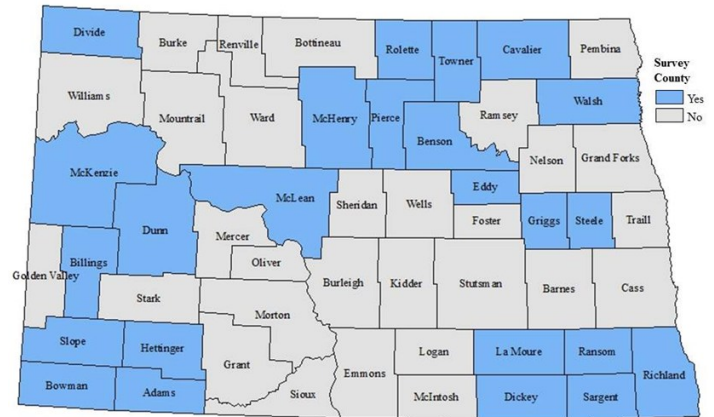 Divide
Burke
Renville
Bottineau
Rolette
Towner
Cavalier
Pembina
Survey
County
Yes
No
Williams
Mountrail
Ward
McHenry
Pierce
Benson
Ramsey
Walsh
Nelson
Grand Forks
McKenzie
Dunn
McLean
Sheridan
Wells
Eddy
Foster
Griggs
Steele
Traill
Golden Valley
Billings
Mercer
Oliver
Stark
Morton
Burleigh
Kidder
Stutsman
Barnes
Cass
Slope
Hettinger
Grant
Bowman
Adams
Sioux
Emmons
Logan
McIntosh
La Moure
Dickey
Ransom
Sargent
Richland